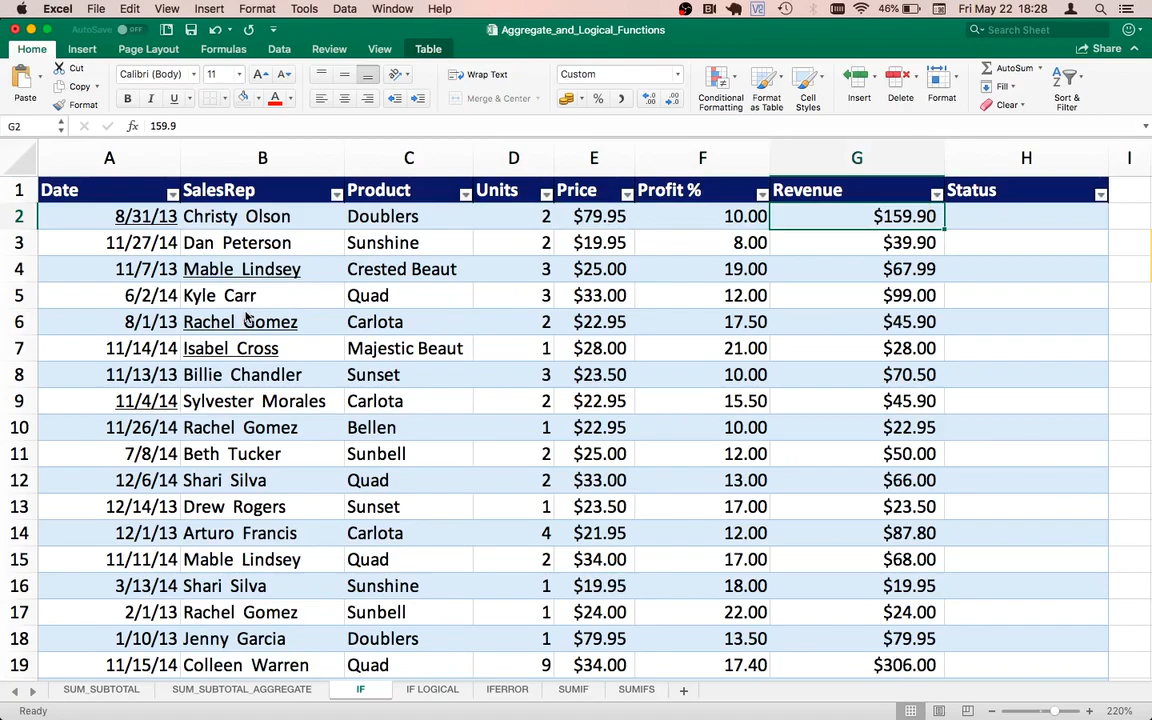 Excel File Edit View Insert Format Tools Data Window Help 46% Fri May 22 18:28
AutoSave OFF Aggregate_and_Logical_Functions Search Sheet
Home Insert Page Layout Formulas Data Review View Table Share
Paste Cut Copy Format Calibri (Body) 11 Wrap Text Merge & Center Custom Conditional Formatting Format as Table Cell Styles Insert Delete Format AutoSum Fill Clear Sort & Filter
G2 fx 159.9
A B C D E F G H I
1 Date SalesRep Product Units Price Profit % Revenue Status
2 8/31/13 Christy Olson Doublers 2 $79.95 10.00 $159.90
3 11/27/14 Dan Peterson Sunshine 2 $19.95 8.00 $39.90
4 11/7/13 Mable Lindsey Crested Beaut 3 $25.00 19.00 $67.99
5 6/2/14 Kyle Carr Quad 3 $33.00 12.00 $99.00
6 8/1/13 Rachel Gomez Carlota 2 $22.95 17.50 $45.90
7 11/14/14 Isabel Cross Majestic Beaut 1 $28.00 21.00 $28.00
8 11/13/13 Billie Chandler Sunset 3 $23.50 10.00 $70.50
9 11/4/14 Sylvester Morales Carlota 2 $22.95 15.50 $45.90
10 11/26/14 Rachel Gomez Bellen 1 $22.95 10.00 $22.95
11 7/8/14 Beth Tucker Sunbell 2 $25.00 12.00 $50.00
12 12/6/14 Shari Silva Quad 2 $33.00 13.00 $66.00
13 12/14/13 Drew Rogers Sunset 1 $23.50 17.00 $23.50
14 12/1/13 Arturo Francis Carlota 4 $21.95 12.00 $87.80
15 11/11/14 Mable Lindsey Quad 2 $34.00 17.00 $68.00
16 3/13/14 Shari Silva Sunshine 1 $19.95 18.00 $19.95
17 2/1/13 Rachel Gomez Sunbell 1 $24.00 22.00 $24.00
18 1/10/13 Jenny Garcia Doublers 1 $79.95 13.50 $79.95
19 11/15/14 Colleen Warren Quad 9 $34.00 17.40 $306.00
SUM_SUBTOTAL SUM_SUBTOTAL_AGGREGATE IF IF LOGICAL IFERROR SUMIF SUMIFS +
Ready 220%